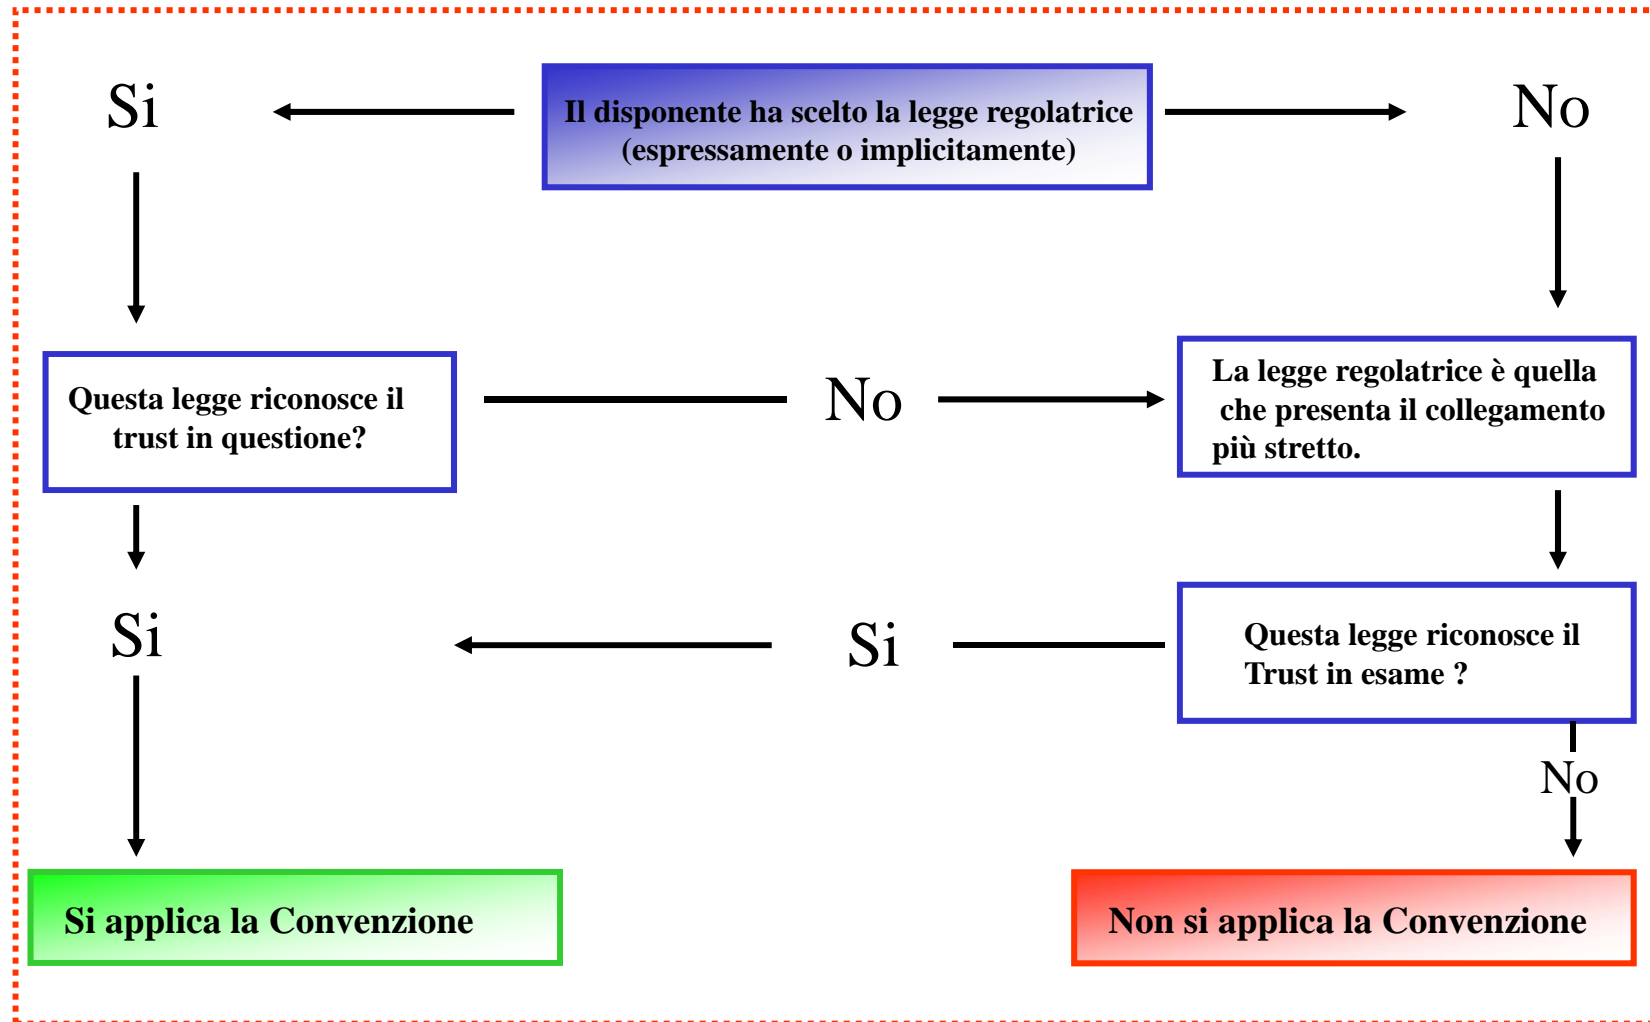 Si
Il disponente ha scelto la legge regolatrice
(espressamente o implicitamente)
No
Questa legge riconosce il
trust in questione?
No
La legge regolatrice è quella
che presenta il collegamento
più stretto.
Si
Si
Questa legge riconosce il
Trust in esame ?
No
Si applica la Convenzione
Non si applica la Convenzione